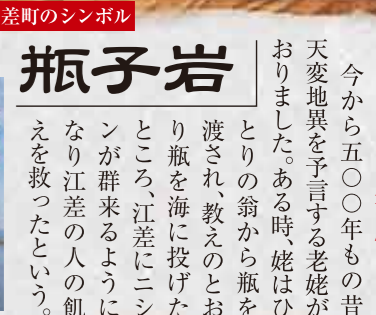 差町のシンボル
瓶子岩
今から五〇〇年もの昔
天変地異を予言する老姥が
おりました。ある時、姥はひ
とりの翁から瓶を
渡され、教えのとお
り瓶を海に投げた
ところ、江差にニシ
ンが群来るように
なり江差の人の飢
えを救ったという。